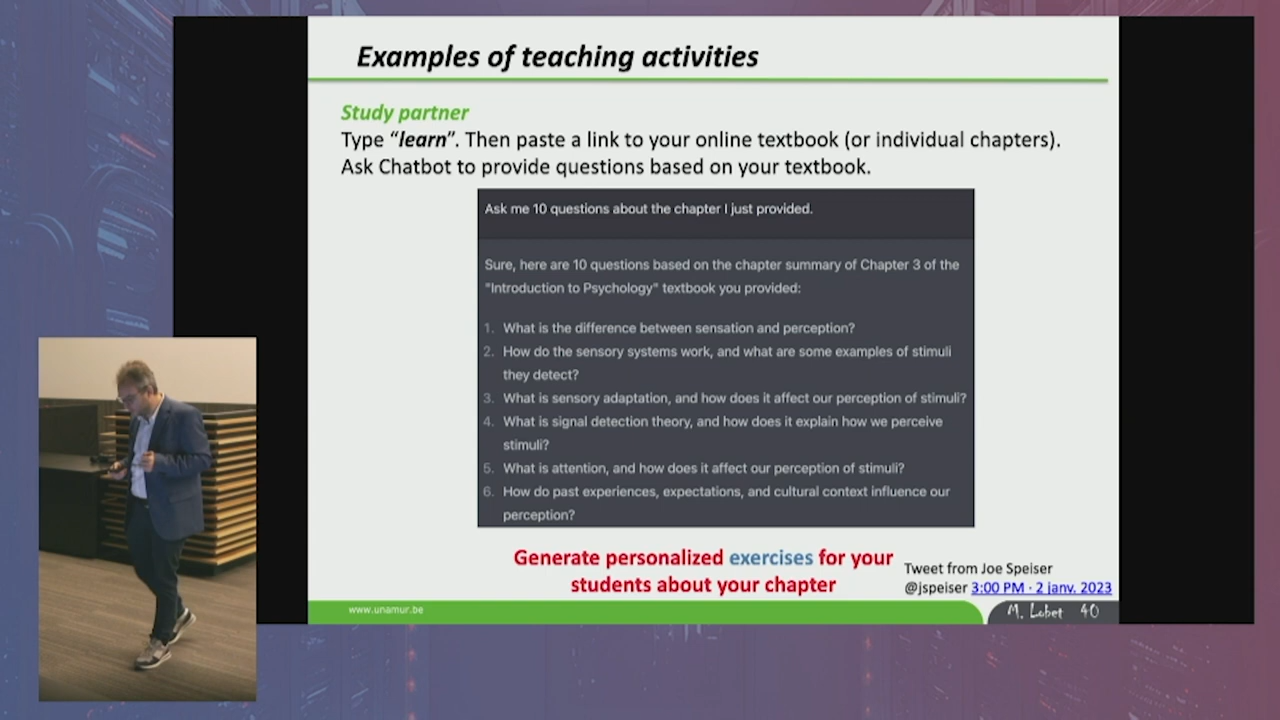 Examples of teaching activities
Study partner
Type “learn”. Then paste a link to your online textbook (or individual chapters).
Ask Chatbot to provide questions based on your textbook.
Ask me 10 questions about the chapter I just provided.
Sure, here are 10 questions based on the chapter summary of Chapter 3 of the
"Introduction to Psychology" textbook you provided:
1. What is the difference between sensation and perception?
2. How do the sensory systems work, and what are some examples of stimuli
they detect?
3. What is sensory adaptation, and how does it affect our perception of stimuli?
4. What is signal detection theory, and how does it explain how we perceive
stimuli?
5. What is attention, and how does it affect our perception of stimuli?
6. How do past experiences, expectations, and cultural context influence our
perception?
Generate personalized exercises for your
students about your chapter
Tweet from Joe Speiser
@jspeiser 3:00 PM · 2 janv. 2023
www.unamur.be
M. Lobet 40